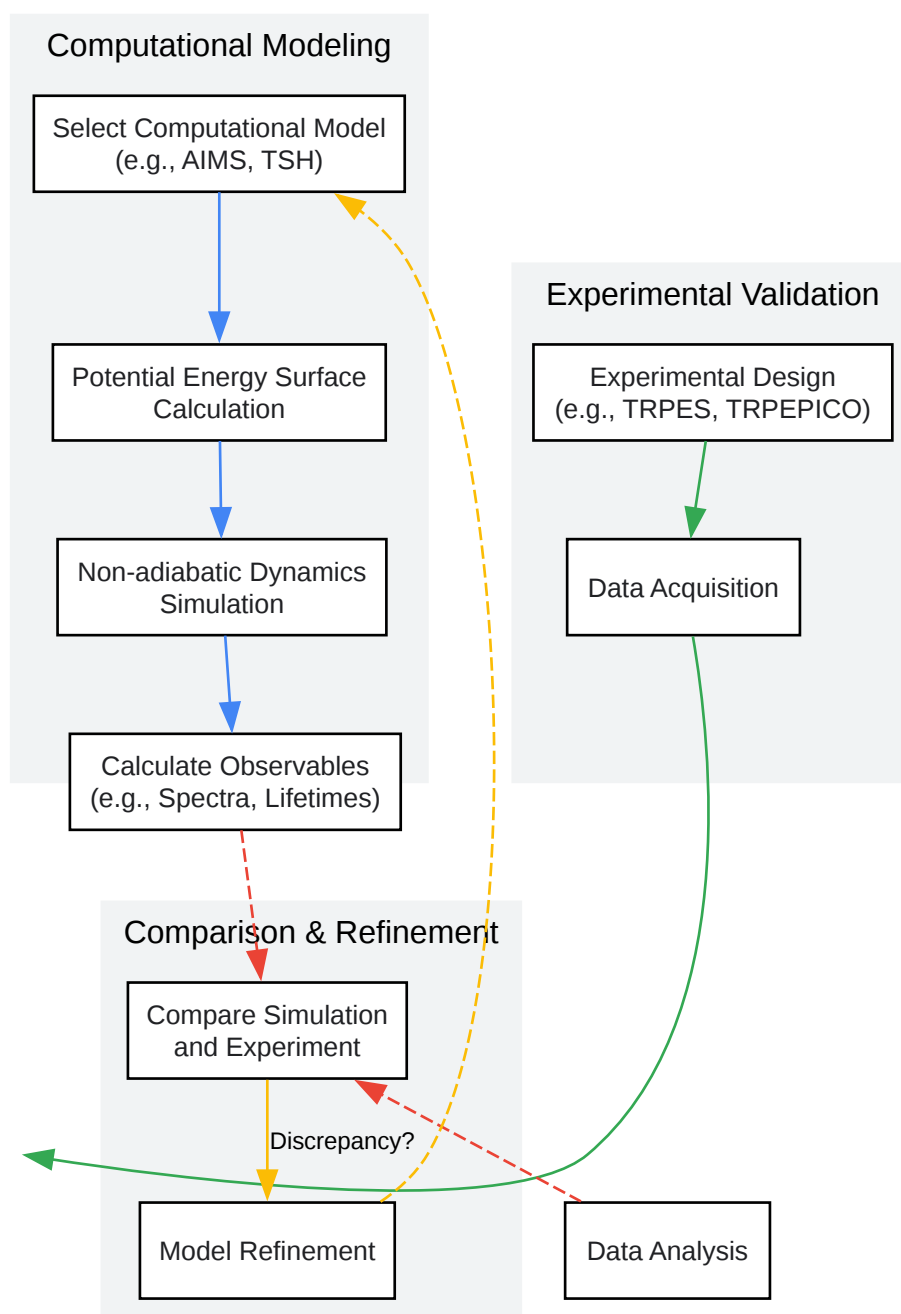 Computational Modeling
Select Computational Model
(e.g., AIMS, TSH)
Potential Energy Surface
Calculation
Non-adiabatic Dynamics
Simulation
Calculate Observables
(e.g., Spectra, Lifetimes)
Experimental Validation
Experimental Design
(e.g., TRPES, TRPEPICO)
Data Acquisition
Comparison & Refinement
Compare Simulation
and Experiment
Discrepancy?
Model Refinement
Data Analysis